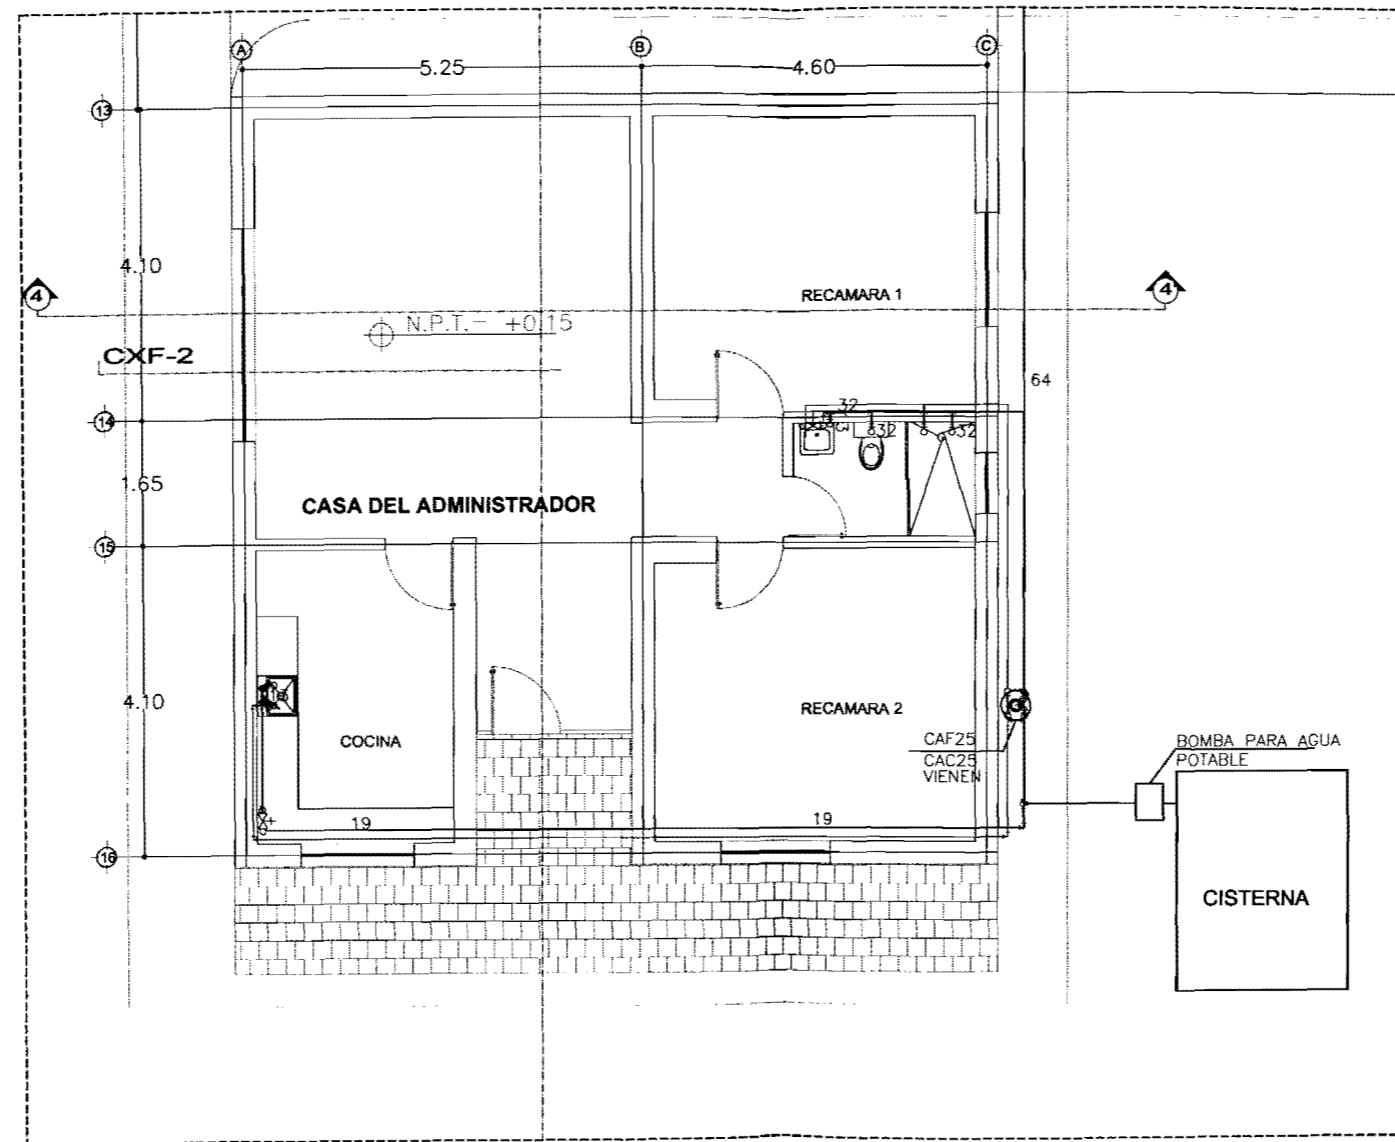 A
B
C
5.25
4.60
13
4.10
4
RECAMARA 1
4'
N.P.T.- +0.15
CXF-2
64
14
32
32
32
1.65
CASA DEL ADMINISTRADOR
15
4.10
RECAMARA 2
COCINA
CAF25
CAC25
VIENEN
BOMBA PARA AGUA
POTABLE
19
19
16
CISTERNA